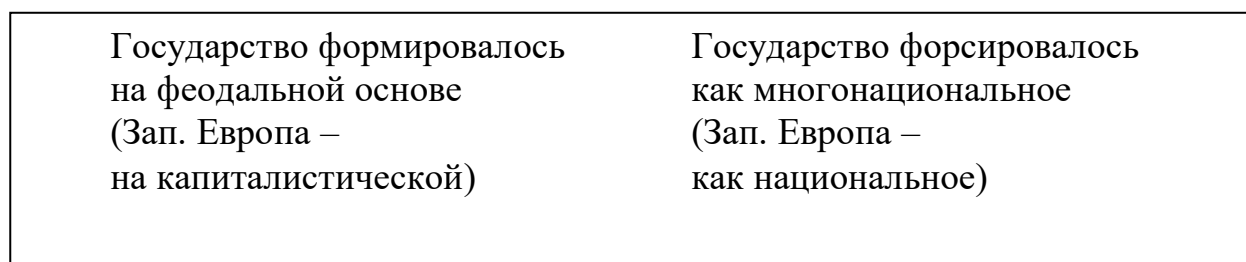 Государство формировалось
на феодальной основе
(Зап. Европа –
на капиталистической)
Государство форсировалось
как многонациональное
(Зап. Европа –
как национальное)